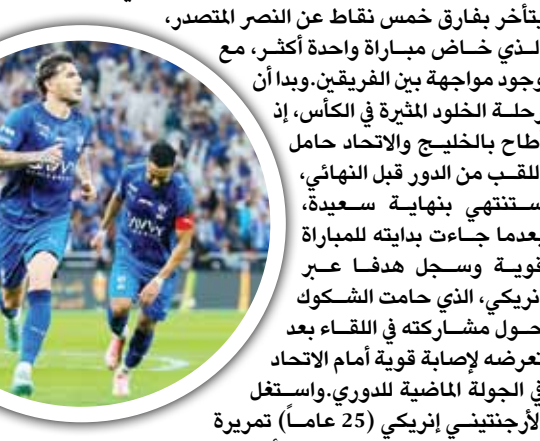 يتأخر بفارق خمس نقاط عن النصر المتصدر،
الذي خاض مباراة واحدة أكثر، مع
وجود مواجهة بين الفريقين.وبدا أن
رحلة الخلود المثيرة في الكأس، إذ
طاح بالخليج والاتحاد حامل
اللقب من الدور قبل النهائي،
ستنتهي بنهاية سعيدة،
بعدما جاءت بدايته للمباراة
قوية وسجل هدفا عبر
إنريكي، الذي حامت الشكوك
حول مشاركته في اللقاء بعد
تعرضه لإصابة قوية أمام الاتحاد
في الجولة الماضية للدوري.واستغل
الأرجنتيني إنريكي (25 عاماً) تمريرة